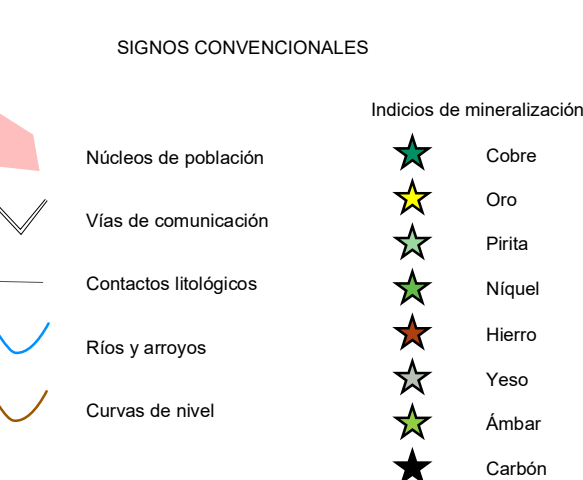 SIGNOS CONVENCIONALES
Núcleos de población
Vías de comunicación
Contactos litológicos
Ríos y arroyos
Curvas de nivel
Indicios de mineralización
Cobre
Oro
Pirita
Níquel
Hierro
Yeso
Ámbar
Carbón